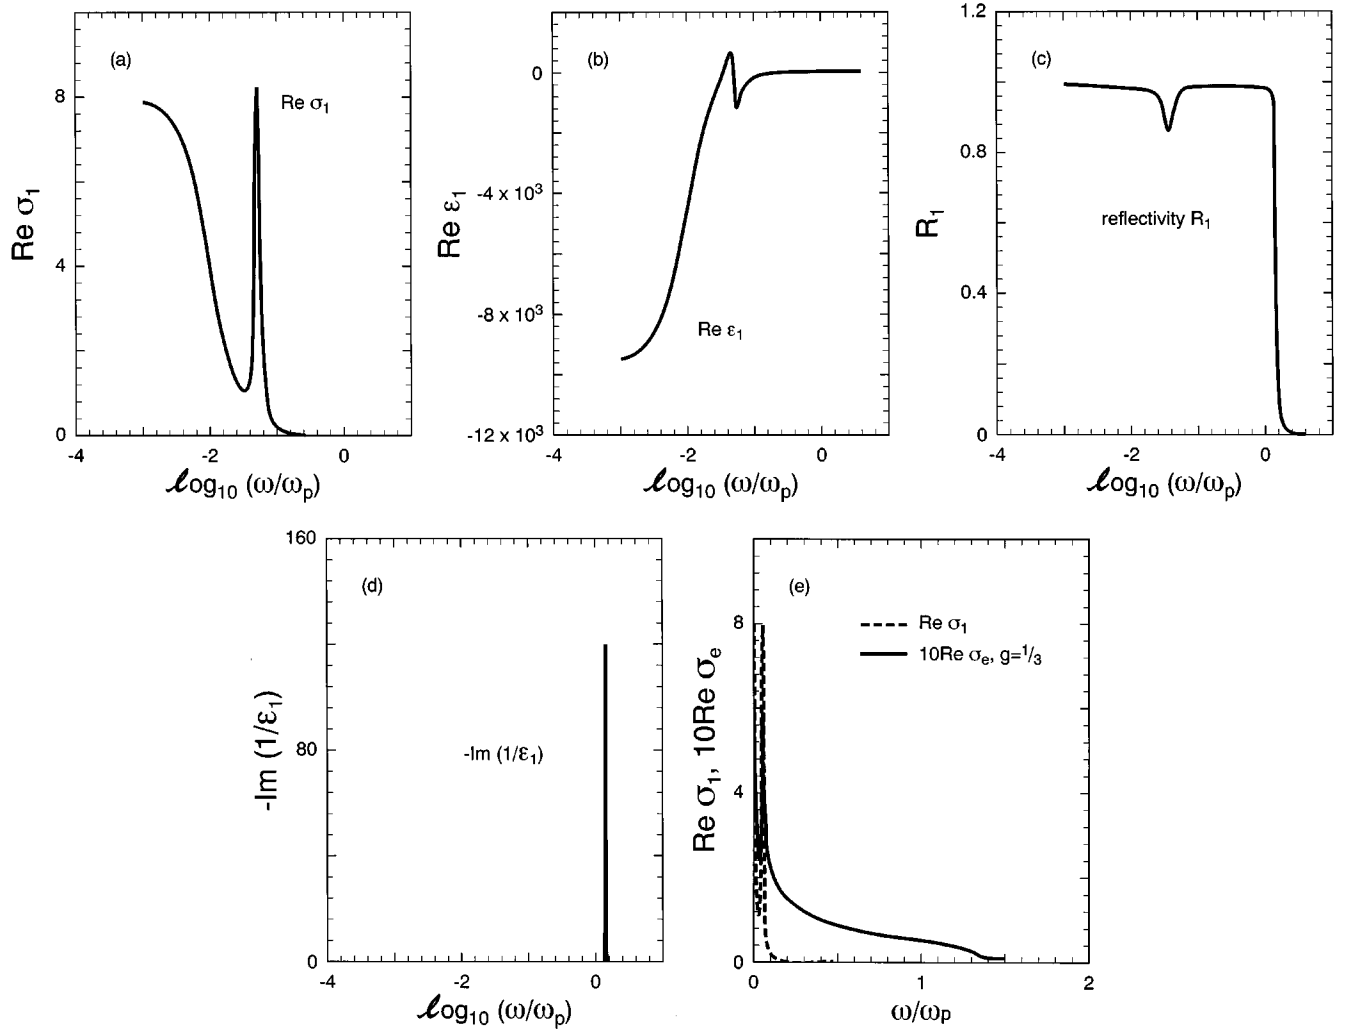 (a)
Re σ₁
Re σ₁
8
4
0
-4
-2
0
ℓog₁₀ (ω/ωₚ)
(b)
Re ε₁
Re ε₁
0
-4 x 10³
-8 x 10³
-12 x 10³
-4
-2
0
ℓog₁₀ (ω/ωₚ)
(c)
reflectivity R₁
R₁
1.2
0.8
0.4
0
-4
-2
0
ℓog₁₀ (ω/ωₚ)
(d)
-Im (1/ε₁)
-Im (1/ε₁)
160
80
0
-4
-2
0
ℓog₁₀ (ω/ωₚ)
(e)
Re σ₁
10Re σₑ, g=1/3
Re σ₁, 10Re σₑ
8
4
0
0
1
2
ω/ωₚ